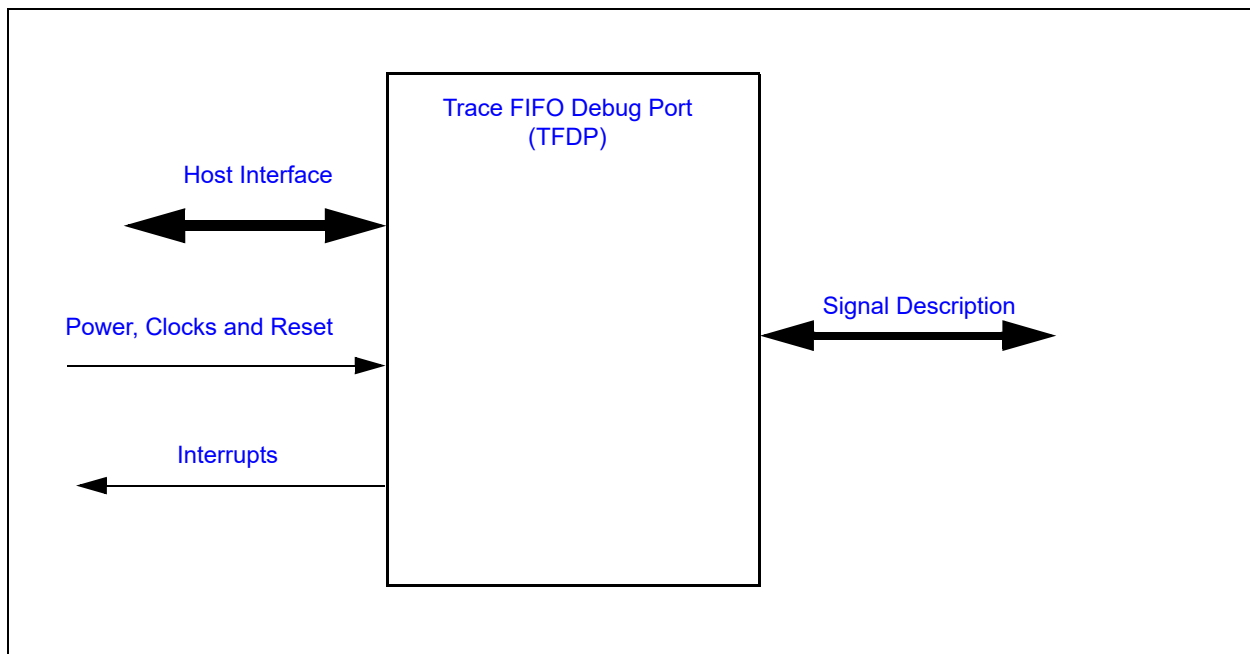 Trace FIFO Debug Port
(TFDP)
Host Interface
Signal Description
Power, Clocks and Reset
Interrupts